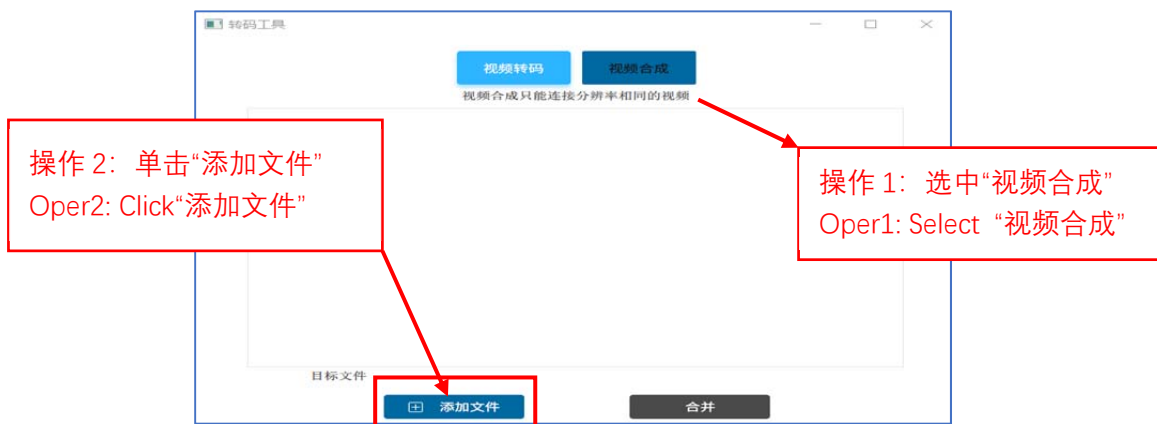 转码工具
视频转码
视频合成
视频合成只能连接分辨率相同的视频
操作 2：单击“添加文件”
Oper2: Click“添加文件”
操作 1：选中“视频合成”
Oper1: Select “视频合成”
目标文件
添加文件
合并